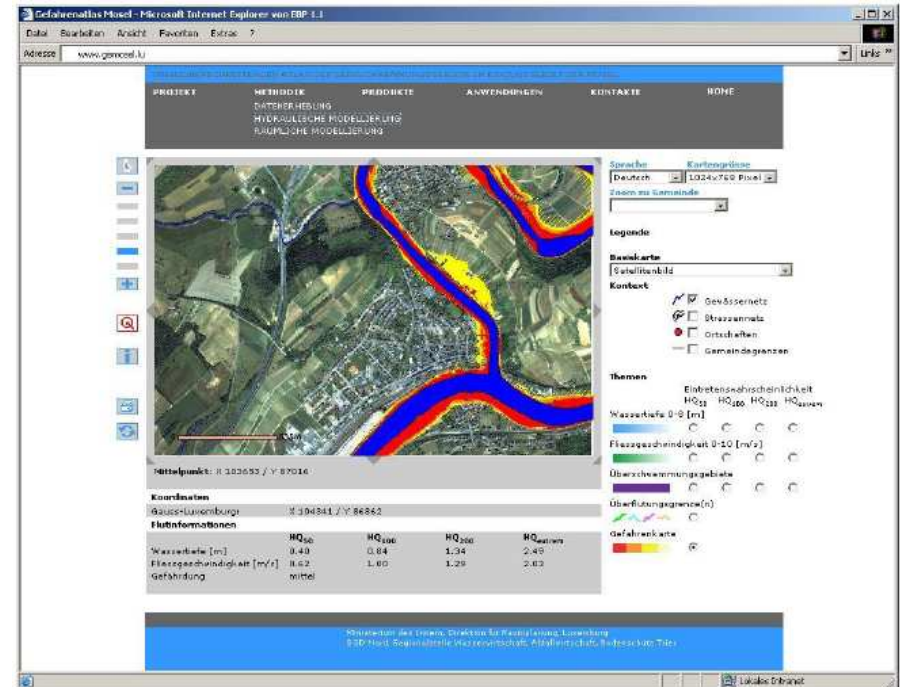 Gefahrenatlas Mosel - Microsoft Internet Explorer von EBP 1.1
Datei Bearbeiten Ansicht Favoriten Extras ?
Adresse www.gemosel.lu Links »
PROJEKT METHODIK PRODUKTE ANWENDUNGEN KONTAKTE HOME
DATENERHEBUNG
HYDRAULISCHE MODELLIERUNG
RÄUMLICHE MODELLIERUNG
Sprache Kartengrösse
Deutsch 1024x768 Pixel
Zoom zu Gemeinde
Legende
Basiskarte
Satellitenbild
Kontext
Gewässernetz
Strassennetz
Ortschaften
Gemeindegrenzen
Themen
Eintretenswahrscheinlichkeit
HQ50 HQ100 HQ200 HQextrem
Wassertiefe 0-8 [m]
Fliessgeschwindigkeit 0-10 [m/s]
Überschwemmungsgebiete
Überflutungsgrenze(n)
Gefahrenkarte
Mittelpunkt: X 103653 / Y 87016
Koordinaten
Gauss-Luxemburg: X 104341 / Y 86862
Flutinformationen
HQ50 HQ100 HQ200 HQextrem
Wassertiefe [m] 0.40 0.84 1.34 2.49
Fliessgeschwindigkeit [m/s] 0.62 1.00 1.29 2.03
Gefährdung mittel
Ministerium des Innern, Direktion für Raumplanung, Luxemburg
SGD Nord Regionalstelle Wasserwirtschaft, Abfallwirtschaft, Bodenschutz Trier
Lokales Intranet